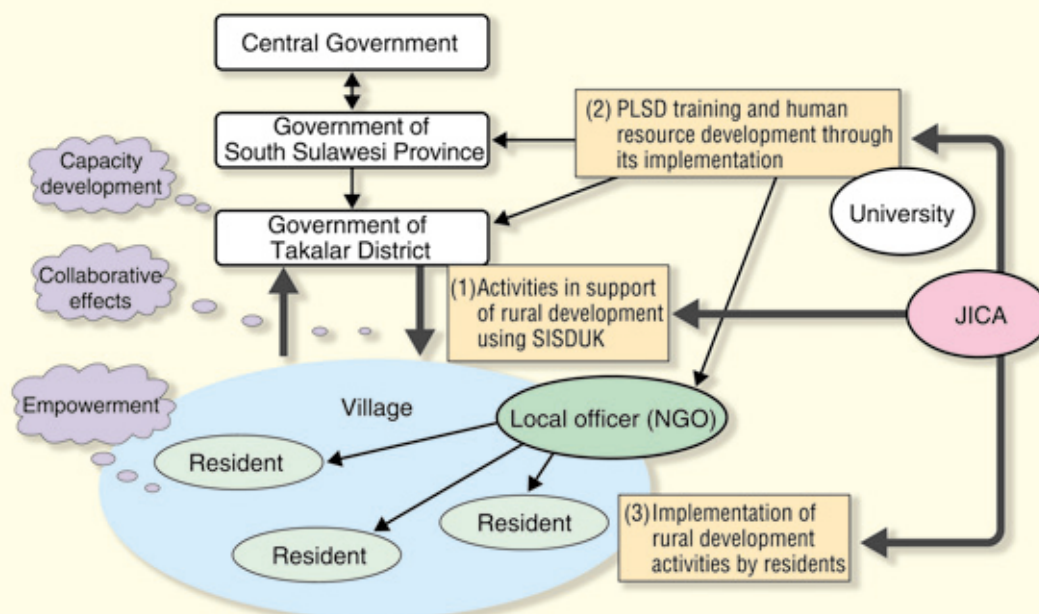 Central Government
Government of
South Sulawesi Province
(2) PLSD training and human
resource development through
its implementation
Capacity
development
University
Government of
Takalar District
Collaborative
effects
(1) Activities in support
of rural development
using SISDUK
JICA
Empowerment
Village
Local officer (NGO)
Resident
Resident
Resident
(3) Implementation of
rural development
activities by residents